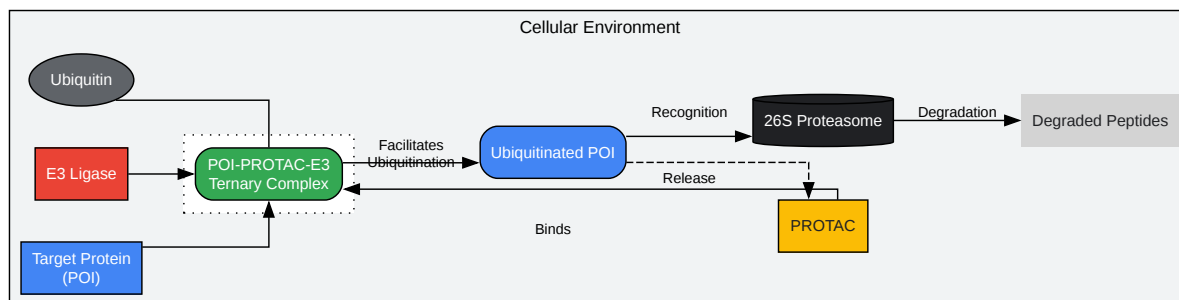 Cellular Environment
Ubiquitin
E3 Ligase
Target Protein
(POI)
POI-PROTAC-E3
Ternary Complex
Facilitates
Ubiquitination
Ubiquitinated POI
Recognition
Release
Binds
26S Proteasome
PROTAC
Degradation
Degraded Peptides